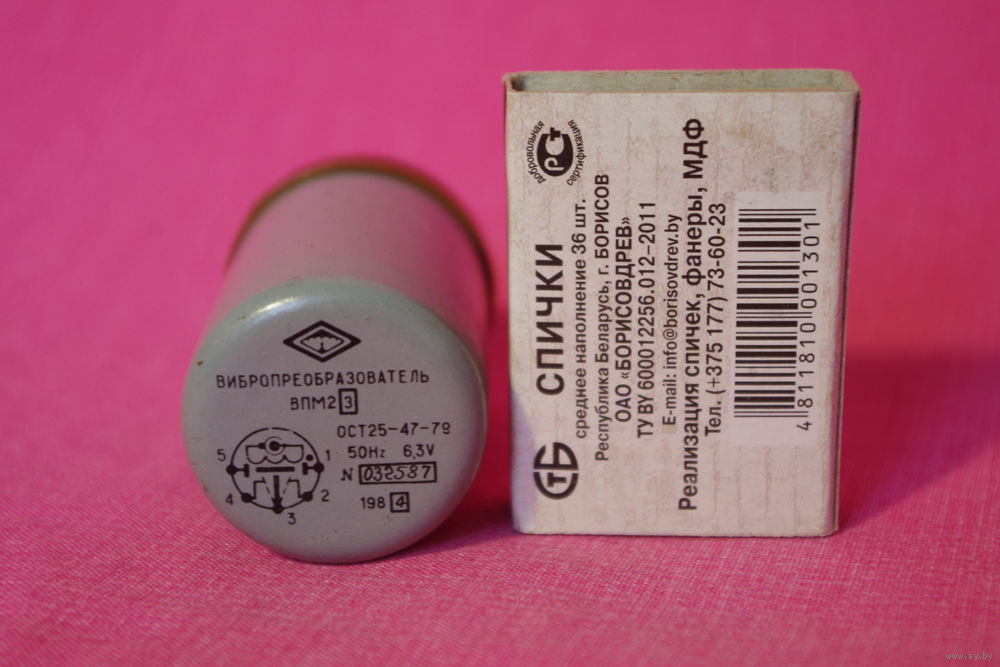 ВИБРОПРЕОБРАЗОВАТЕЛЬ
ВПМ2 3
ОСТ25-47-79
50Hz 6,3V
N 032587
198 4
5
1
4
2
3
добровольная
РСТ
сертификация
СПИЧКИ
среднее наполнение 36 шт.
Республика Беларусь, г. БОРИСОВ
ОАО «БОРИСОВДРЕВ»
ТУ BY 600012256.012-2011
E-mail: info@borisovdrev.by
Реализация спичек, фанеры, МДФ
Тел. (+375 177) 73-60-23
4 811810 001301
www.ay.by